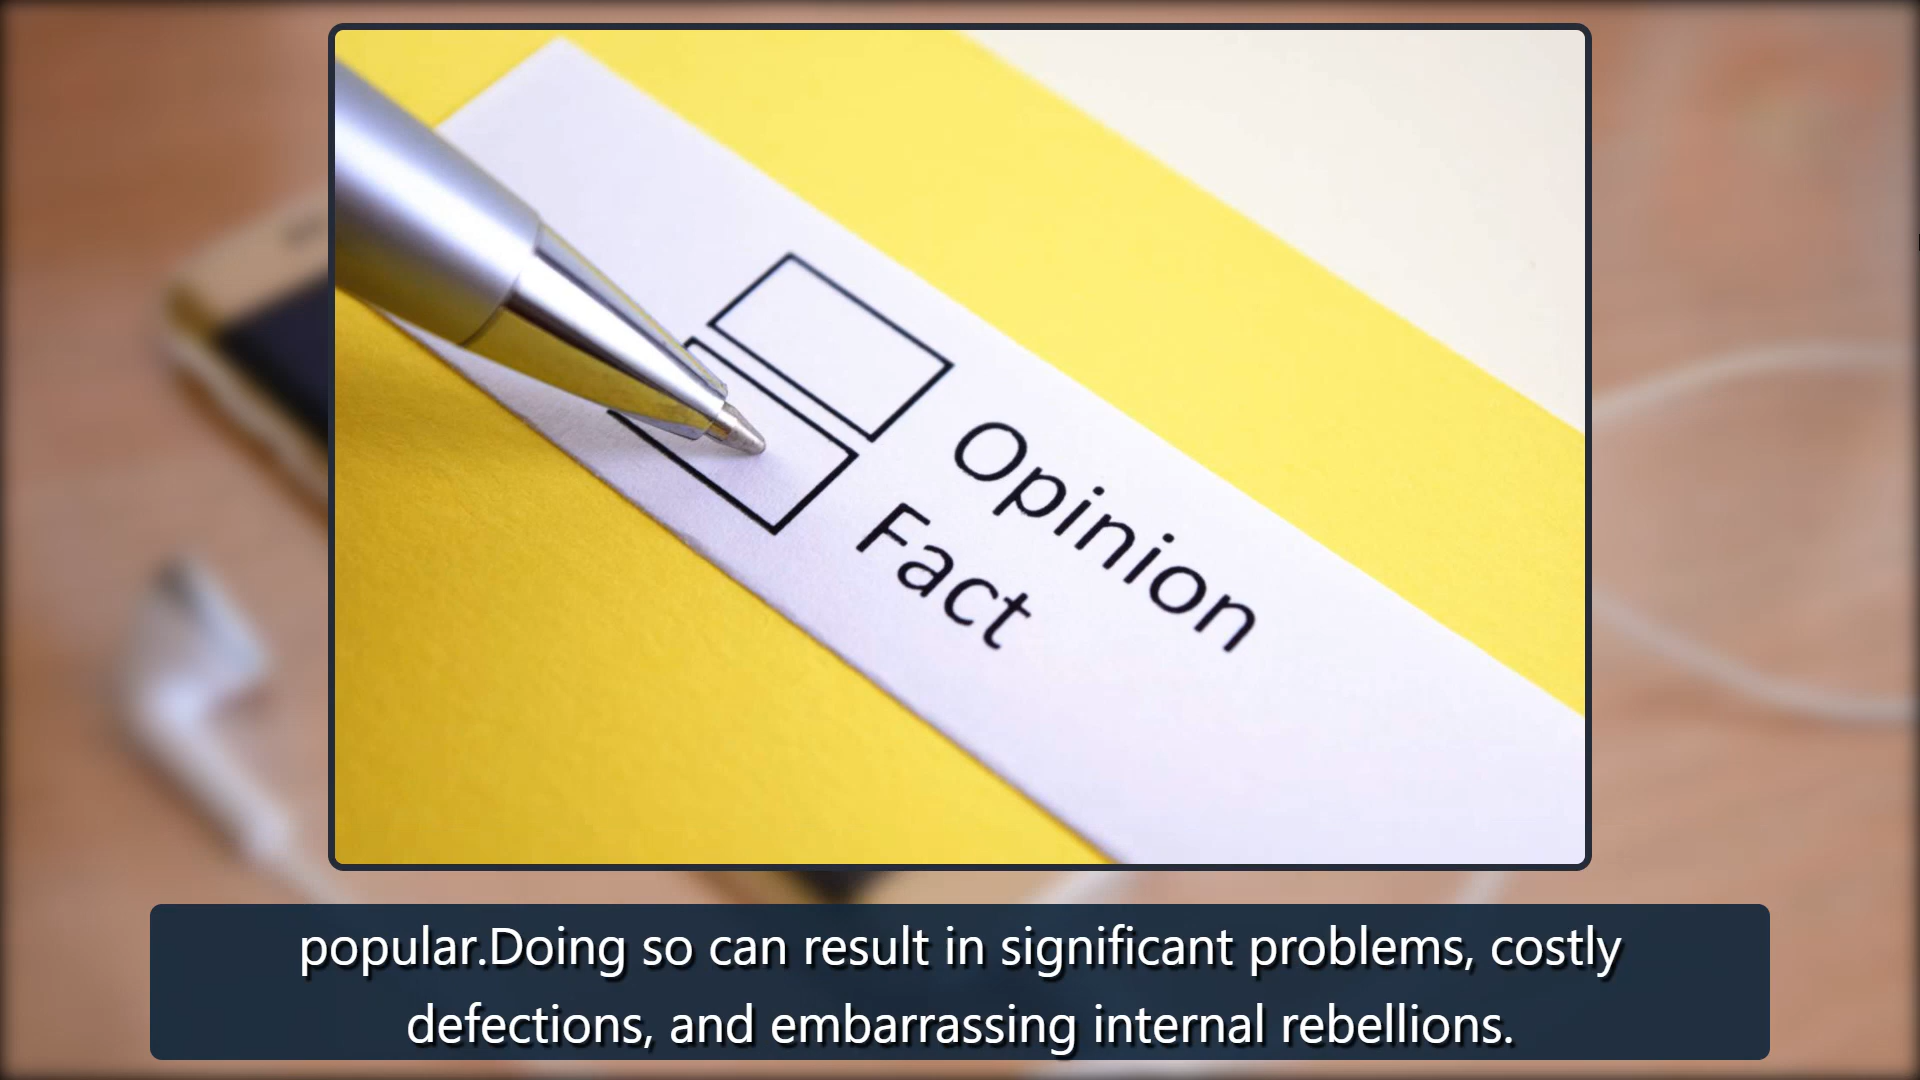 Opinion
Fact
popular.Doing so can result in significant problems, costly
defections, and embarrassing internal rebellions.